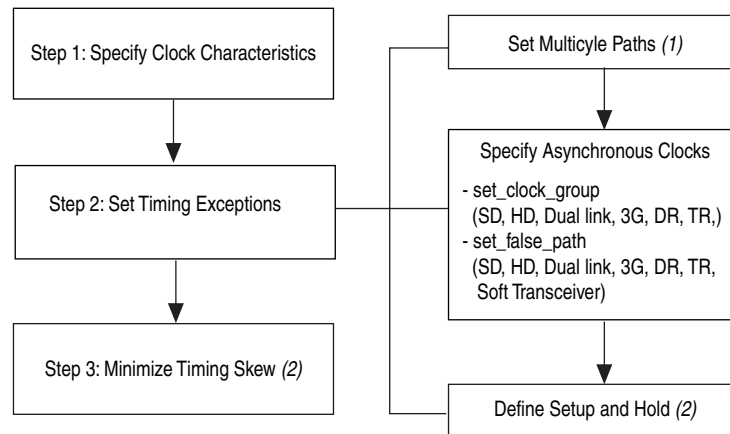 Step 1: Specify Clock Characteristics
Step 2: Set Timing Exceptions
Step 3: Minimize Timing Skew (2)
Set Multicyle Paths (1)
Specify Asynchronous Clocks
- set_clock_group
(SD, HD, Dual link, 3G, DR, TR,)
- set_false_path
(SD, HD, Dual link, 3G, DR, TR,
Soft Transceiver)
Define Setup and Hold (2)